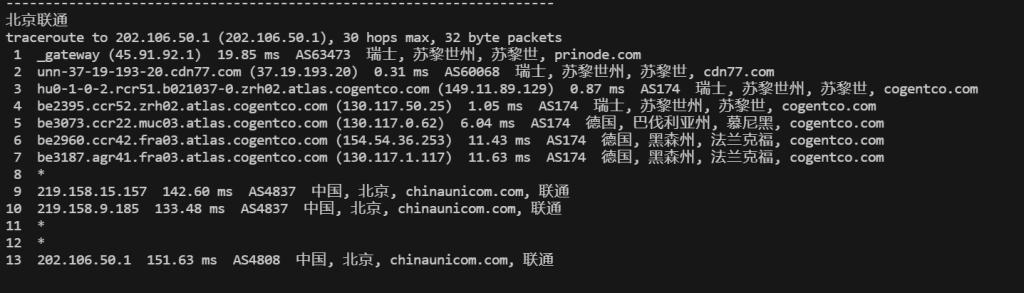 ----------------------------------------------------------------------
北京联通
traceroute to 202.106.50.1 (202.106.50.1), 30 hops max, 32 byte packets
1 _gateway (45.91.92.1) 19.85 ms AS63473 瑞士, 苏黎世州, 苏黎世, prinode.com
2 unn-37-19-193-20.cdn77.com (37.19.193.20) 0.31 ms AS60068 瑞士, 苏黎世州, 苏黎世, cdn77.com
3 hu0-1-0-2.rcr51.b021037-0.zrh02.atlas.cogentco.com (149.11.89.129) 0.87 ms AS174 瑞士, 苏黎世州, 苏黎世, cogentco.com
4 be2395.ccr52.zrh02.atlas.cogentco.com (130.117.50.25) 1.05 ms AS174 瑞士, 苏黎世州, 苏黎世, cogentco.com
5 be3073.ccr22.muc03.atlas.cogentco.com (130.117.0.62) 6.04 ms AS174 德国, 巴伐利亚州, 慕尼黑, cogentco.com
6 be2960.ccr42.fra03.atlas.cogentco.com (154.54.36.253) 11.43 ms AS174 德国, 黑森州, 法兰克福, cogentco.com
7 be3187.agr41.fra03.atlas.cogentco.com (130.117.1.117) 11.63 ms AS174 德国, 黑森州, 法兰克福, cogentco.com
8 *
9 219.158.15.157 142.60 ms AS4837 中国, 北京, chinaunicom.com, 联通
10 219.158.9.185 133.48 ms AS4837 中国, 北京, chinaunicom.com, 联通
11 *
12 *
13 202.106.50.1 151.63 ms AS4808 中国, 北京, chinaunicom.com, 联通